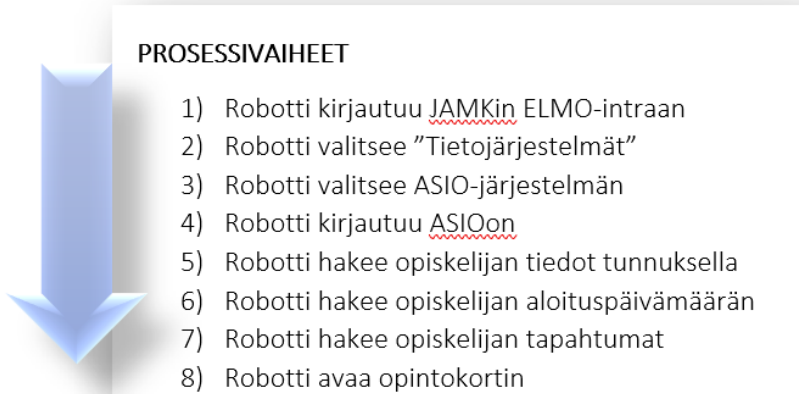 PROSESSIVAIHEET
1) Robotti kirjautuu JAMKin ELMO-intraan
2) Robotti valitsee ”Tietojärjestelmät”
3) Robotti valitsee ASIO-järjestelmän
4) Robotti kirjautuu ASIOon
5) Robotti hakee opiskelijan tiedot tunnuksella
6) Robotti hakee opiskelijan aloituspäivämäärän
7) Robotti hakee opiskelijan tapahtumat
8) Robotti avaa opintokortin